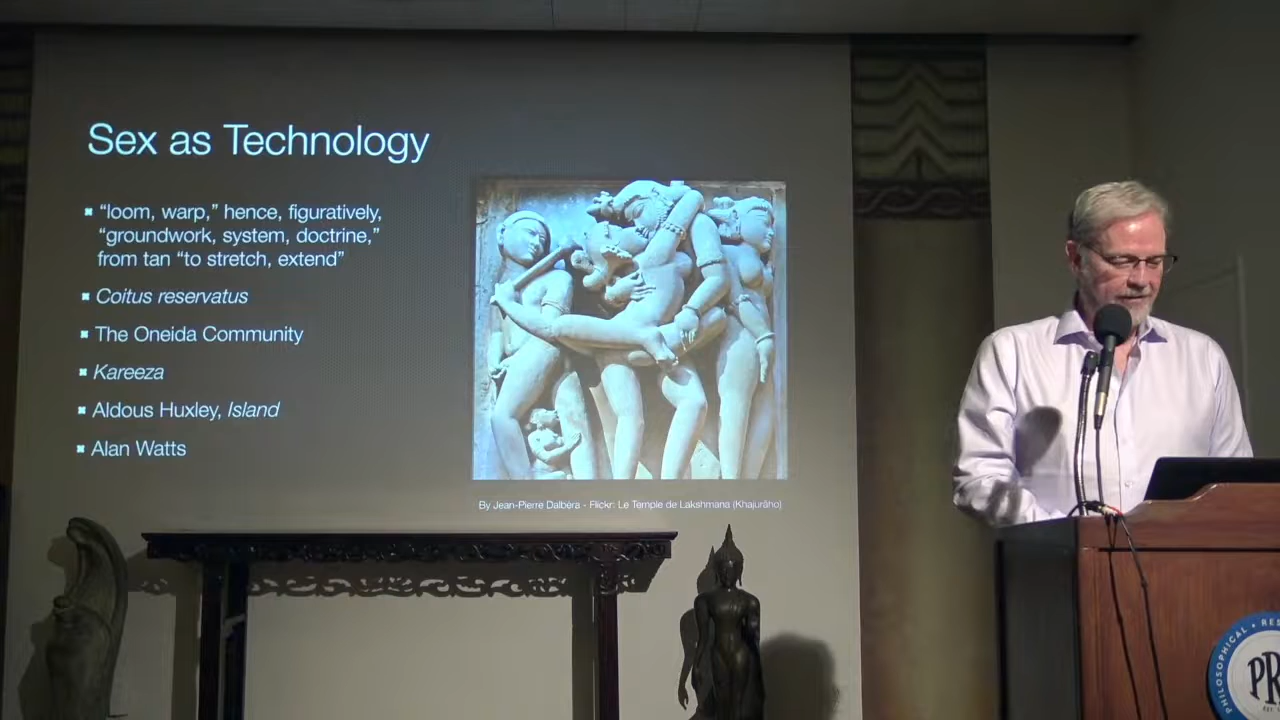 Sex as Technology
“loom, warp,” hence, figuratively,
“groundwork, system, doctrine,”
from tan “to stretch, extend”
Coitus reservatus
The Oneida Community
Kareeza
Aldous Huxley, Island
Alan Watts
By Jean-Pierre Dalbéra - Flickr: Le Temple de Lakshmana (Khajurâho)
PHILOSOPHICAL • RES
PR
EST.